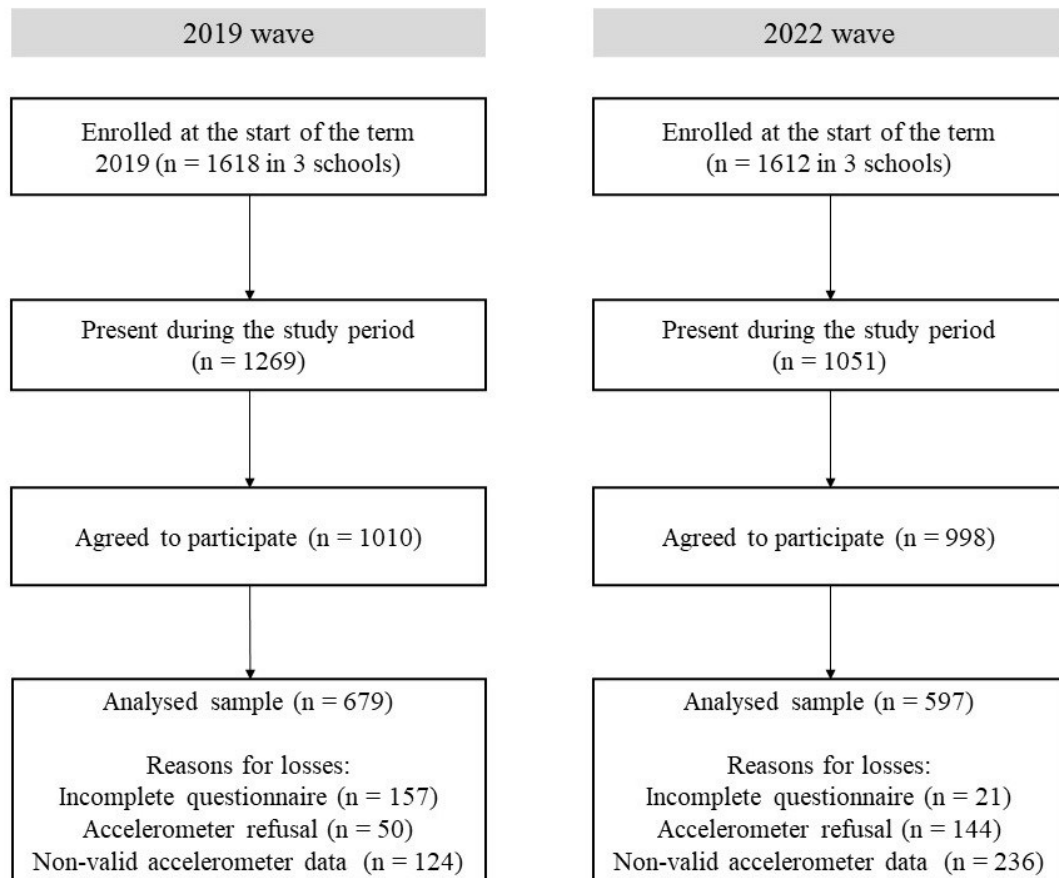 2019 wave
Enrolled at the start of the term
2019 (n = 1618 in 3 schools)
Present during the study period
(n = 1269)
Agreed to participate (n = 1010)
Analysed sample (n = 679)
Reasons for losses:
Incomplete questionnaire (n = 157)
Accelerometer refusal (n = 50)
Non-valid accelerometer data (n = 124)
2022 wave
Enrolled at the start of the term
(n = 1612 in 3 schools)
Present during the study period
(n = 1051)
Agreed to participate (n = 998)
Analysed sample (n = 597)
Reasons for losses:
Incomplete questionnaire (n = 21)
Accelerometer refusal (n = 144)
Non-valid accelerometer data (n = 236)